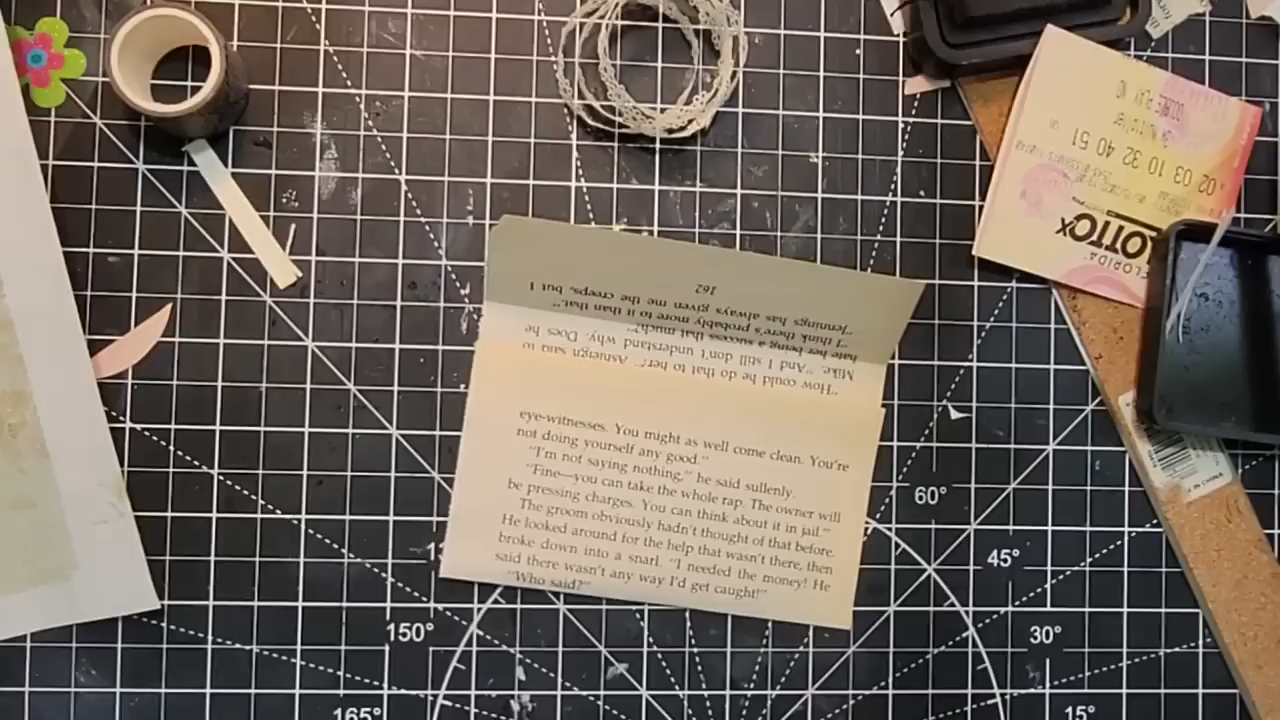 162
"Jennings has always given me the creeps, but I
"I think there's probably more to it than that."
hate her being a success that much?"
Mike. "And I still don't understand why. Does he
"How could he do that to her?" Ashleigh said to
eye-witnesses. You might as well come clean. You're
not doing yourself any good."
"I'm not saying nothing," he said sullenly.
"Fine—you can take the whole rap. The owner will
be pressing charges. You can think about it in jail."
The groom obviously hadn't thought of that before.
He looked around for the help that wasn't there, then
broke down into a snarl. "I needed the money! He
said there wasn't any way I'd get caught!"
"Who said?"
FLORIDA
LOTTO
02 03 10 32 40 51
DOUBLE PLAY NO
60°
45°
30°
15°
150°
165°